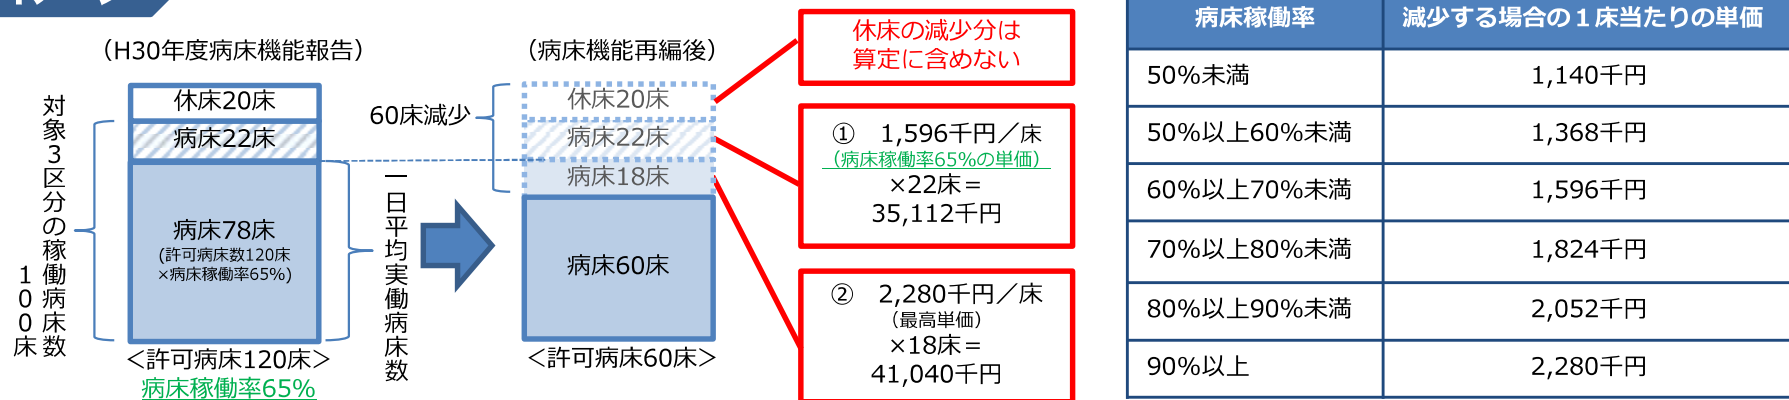 （H30年度病床機能報告）
対象３区分の稼働病床数
１００床
休床20床
病床22床
病床78床
(許可病床数120床
×病床稼働率65%)
一日平均実働病床数
＜許可病床120床＞
病床稼働率65%
（病床機能再編後）
60床減少
休床20床
病床22床
病床18床
病床60床
＜許可病床60床＞
休床の減少分は
算定に含めない
①　1,596千円／床
（病床稼働率65%の単価）
×22床＝
35,112千円
②　2,280千円／床
（最高単価）
×18床＝
41,040千円
病床稼働率　減少する場合の１床当たりの単価
50%未満　1,140千円
50%以上60%未満　1,368千円
60%以上70%未満　1,596千円
70%以上80%未満　1,824千円
80%以上90%未満　2,052千円
90%以上　2,280千円